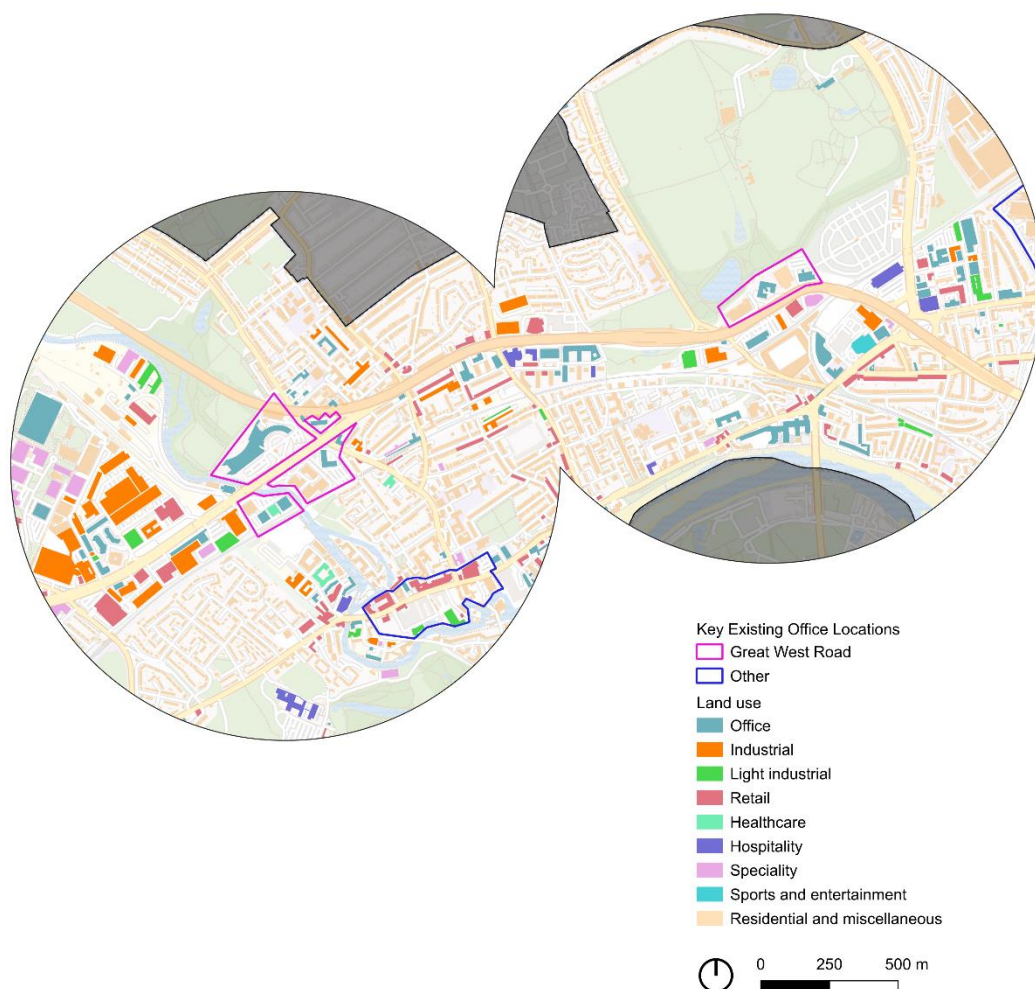 Key Existing Office Locations
Great West Road
Other
Land use
Office
Industrial
Light industrial
Retail
Healthcare
Hospitality
Speciality
Sports and entertainment
Residential and miscellaneous
0 250 500 m